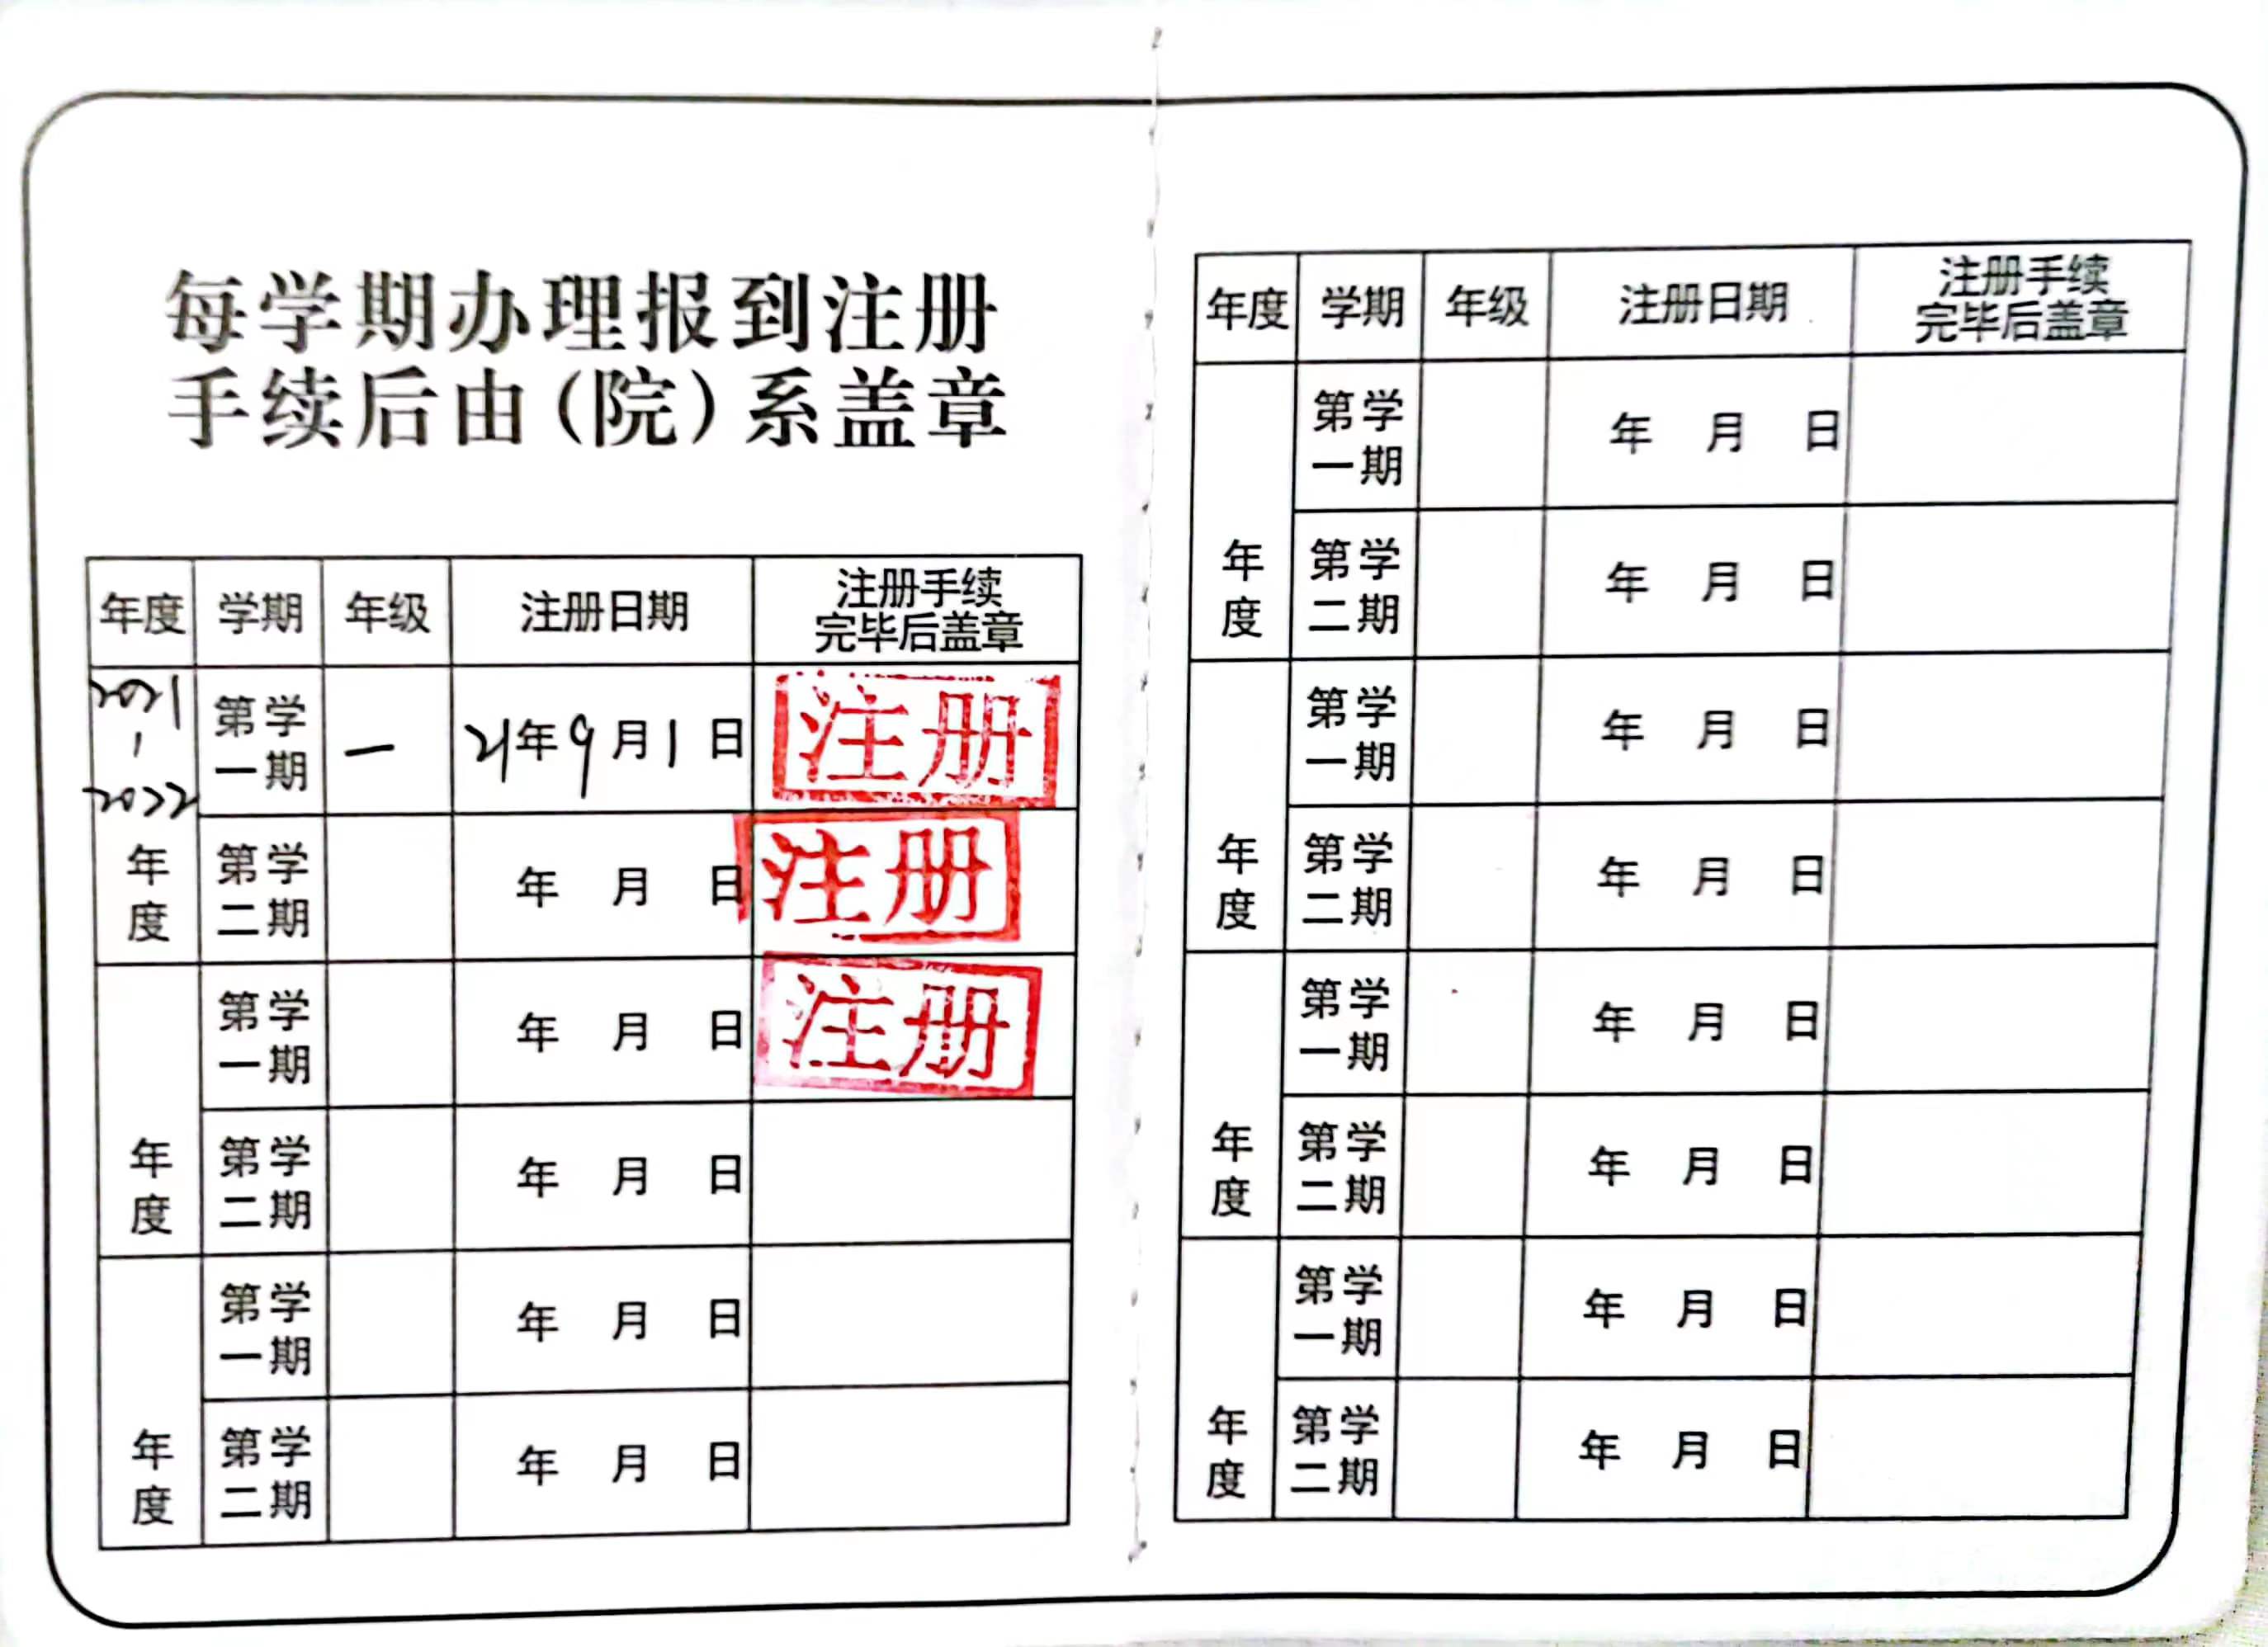 每学期办理报到注册
手续后由(院)系盖章
年度 学期 年级 注册日期 注册手续完毕后盖章
2021-2022年度 第一学期 一 21年9月1日 注册
第二学期 年 月 日 注册
年度 第一学期 年 月 日 注册
第二学期 年 月 日
年度 第一学期 年 月 日
第二学期 年 月 日
年度 学期 年级 注册日期 注册手续完毕后盖章
年度 第一学期 年 月 日
第二学期 年 月 日
年度 第一学期 年 月 日
第二学期 年 月 日
年度 第一学期 年 月 日
第二学期 年 月 日
年度 第一学期 年 月 日
第二学期 年 月 日